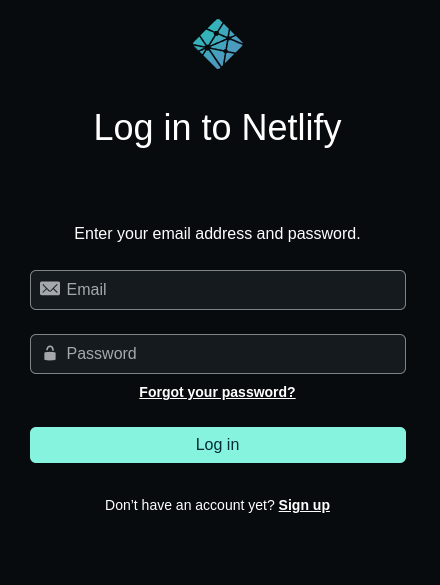 Log in to Netlify
Enter your email address and password.
Email
Password
Forgot your password?
Log in
Don’t have an account yet? Sign up